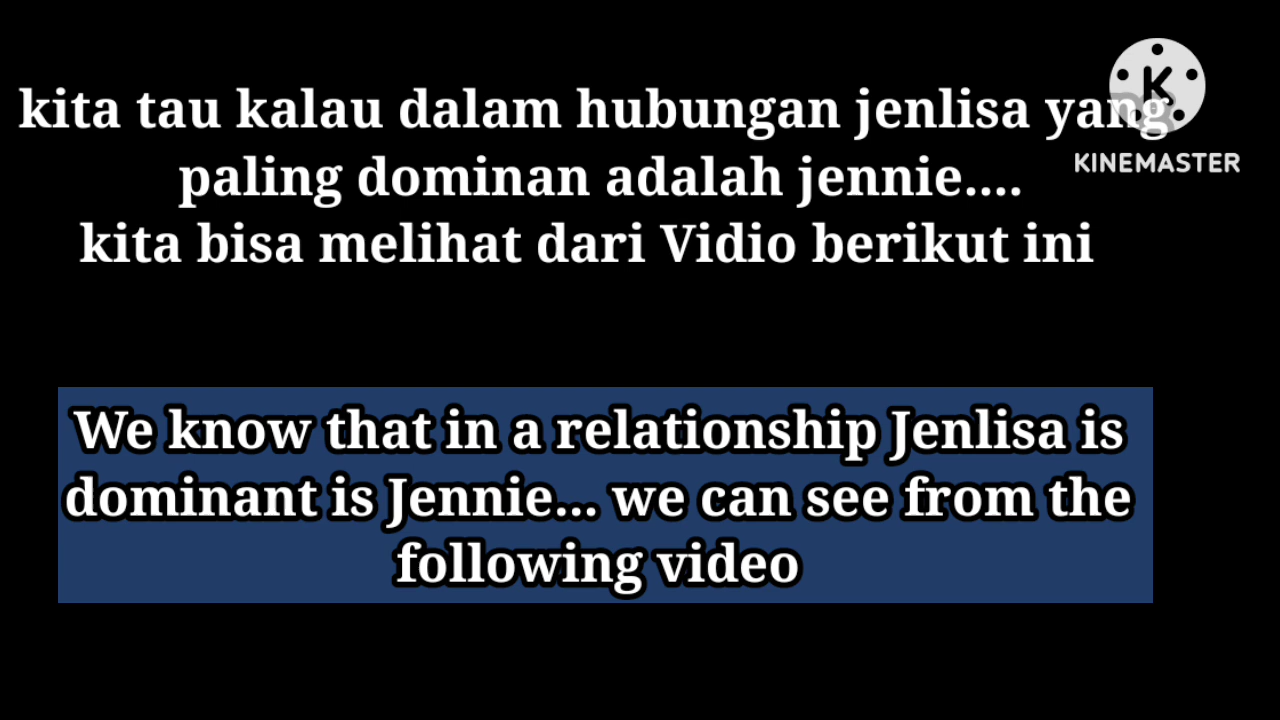 kita tau kalau dalam hubungan jenlisa yang
paling dominan adalah jennie....
kita bisa melihat dari Vidio berikut ini
K
KINEMASTER
We know that in a relationship Jenlisa is
dominant is Jennie... we can see from the
following video